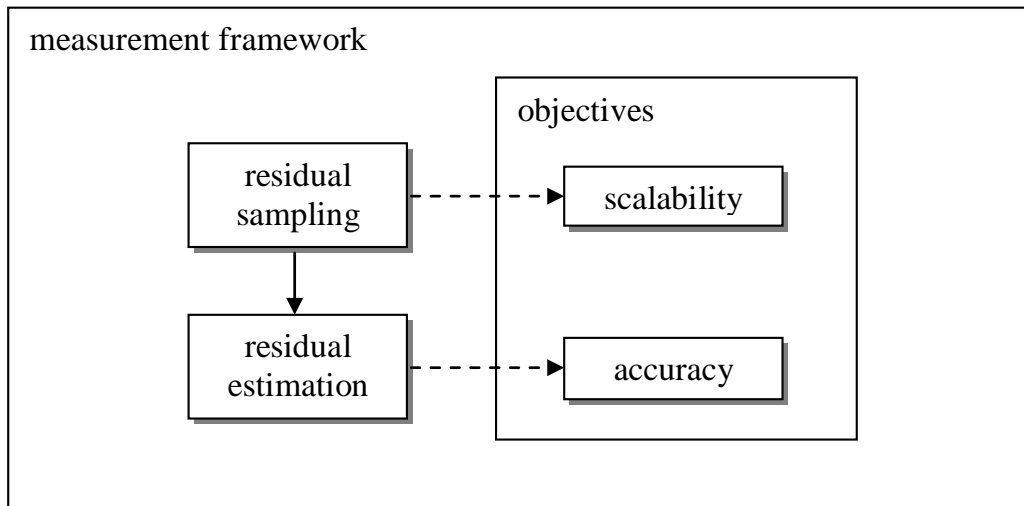 measurement framework
objectives
residual
sampling
scalability
residual
estimation
accuracy